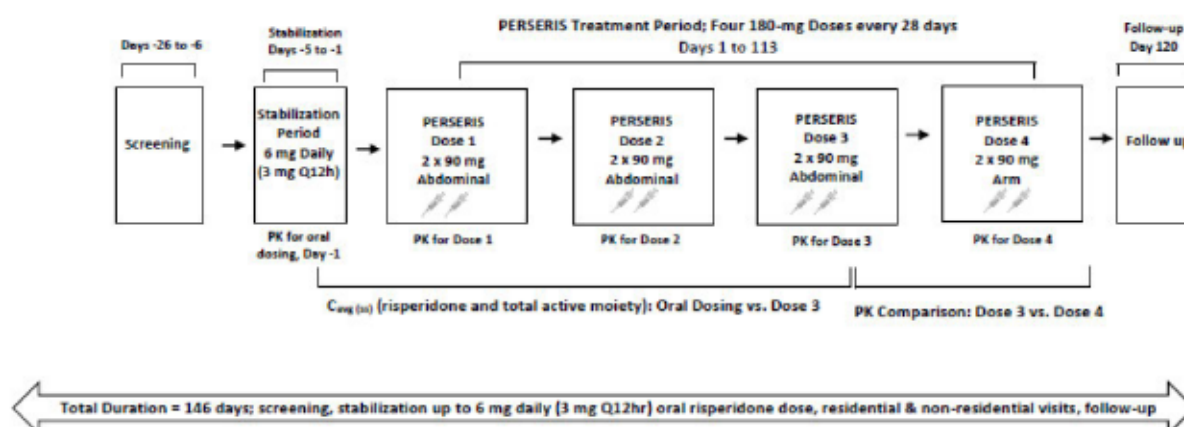 PERSERIS Treatment Period; Four 180-mg Doses every 28 days
Days 1 to 113
Days -26 to -6
Stabilization
Days -5 to -1
Follow-up
Day 120
Screening
Stabilization
Period
6 mg Daily
(3 mg Q12h)
PERSERIS
Dose 1
2 x 90 mg
Abdominal
PERSERIS
Dose 2
2 x 90 mg
Abdominal
PERSERIS
Dose 3
2 x 90 mg
Abdominal
PERSERIS
Dose 4
2 x 90 mg
Arm
Follow up
PK for oral
dosing, Day -1
PK for Dose 1
PK for Dose 2
PK for Dose 3
PK for Dose 4
Cavg (ss) (risperidone and total active moiety): Oral Dosing vs. Dose 3
PK Comparison: Dose 3 vs. Dose 4
Total Duration = 146 days; screening, stabilization up to 6 mg daily (3 mg Q12hr) oral risperidone dose, residential & non-residential visits, follow-up